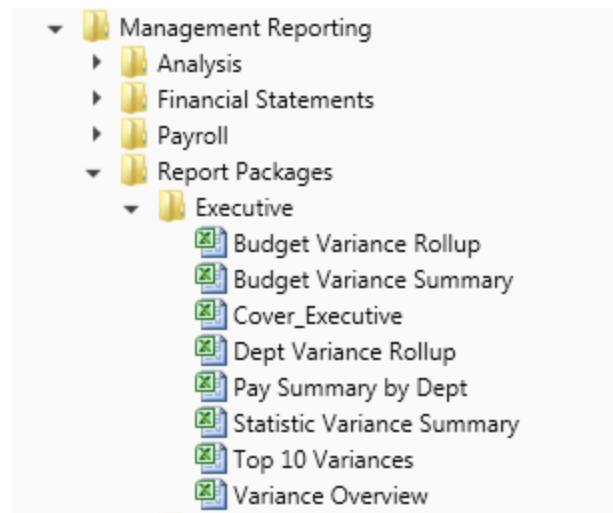 Management Reporting
Analysis
Financial Statements
Payroll
Report Packages
Executive
Budget Variance Rollup
Budget Variance Summary
Cover_Executive
Dept Variance Rollup
Pay Summary by Dept
Statistic Variance Summary
Top 10 Variances
Variance Overview